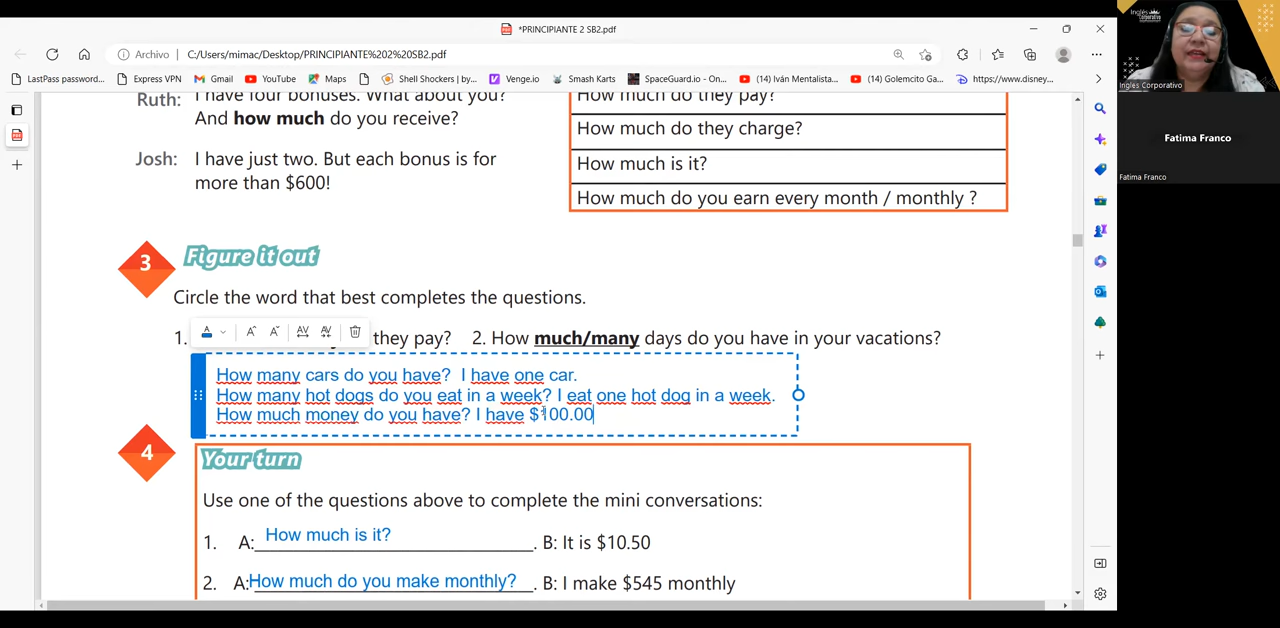 *PRINCIPIANTE 2 SB2.pdf
Archivo | C:/Users/mimac/Desktop/PRINCIPIANTE%202%20SB2.pdf
LastPass password... Express VPN Gmail YouTube Maps Shell Shockers | by... Venge.io Smash Karts SpaceGuard.io - On... (14) Iván Mentalista... (14) Golemcito Ga... https://www.disney...
Ruth: I have four bonuses. What about you?
And how much do you receive?
Josh: I have just two. But each bonus is for
more than $600!
How much do they pay?
How much do they charge?
How much is it?
How much do you earn every month / monthly ?
3 Figure it out
Circle the word that best completes the questions.
1. they pay? 2. How much/many days do you have in your vacations?
How many cars do you have? I have one car.
How many hot dogs do you eat in a week? I eat one hot dog in a week.
How much money do you have? I have $100.00
4 Your turn
Use one of the questions above to complete the mini conversations:
1. A: How much is it? . B: It is $10.50
2. A: How much do you make monthly? . B: I make $545 monthly
Inglés Corporativo
Ingles Corporativo
Fatima Franco
Fatima Franco